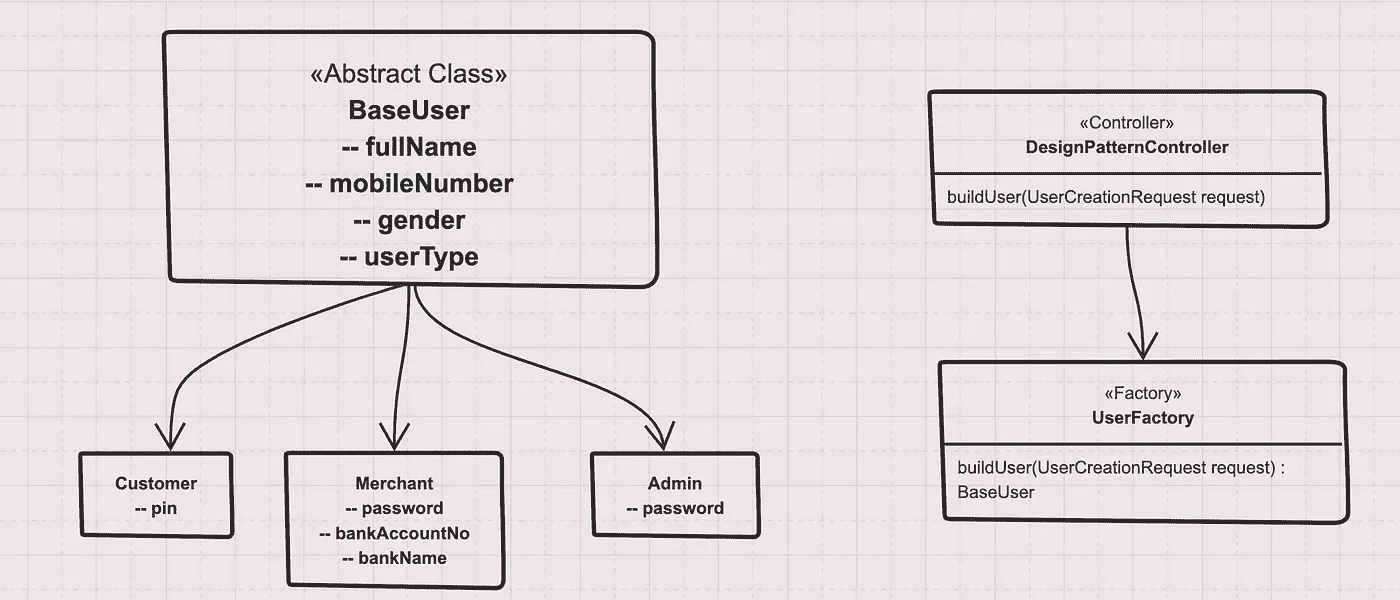 «Abstract Class»
BaseUser
-- fullName
-- mobileNumber
-- gender
-- userType
Customer
-- pin
Merchant
-- password
-- bankAccountNo
-- bankName
Admin
-- password
«Controller»
DesignPatternController
buildUser(UserCreationRequest request)
«Factory»
UserFactory
buildUser(UserCreationRequest request) :
BaseUser